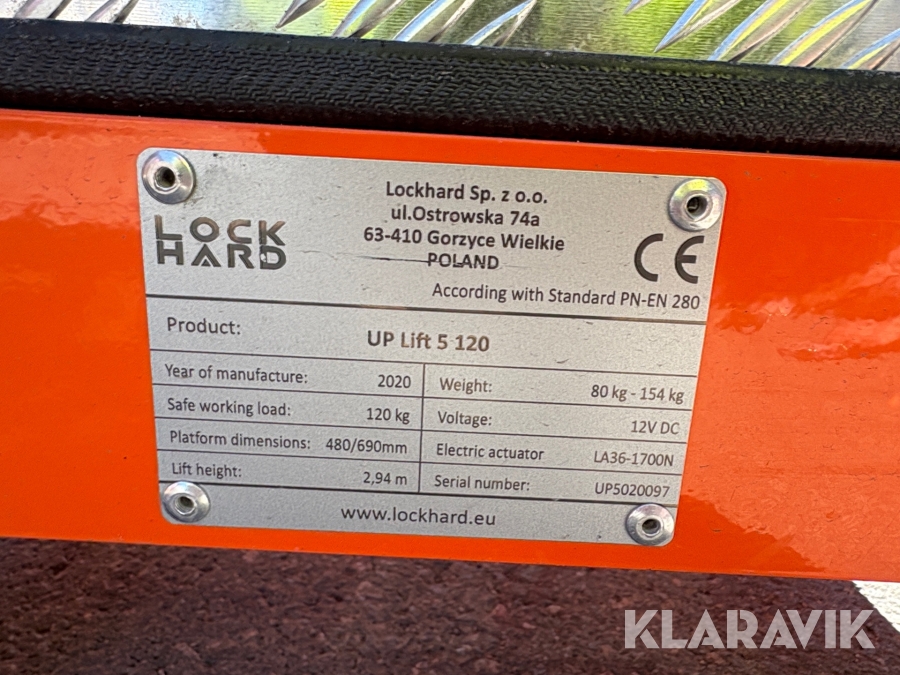 LOCK
HARD
Lockhard Sp. z o.o.
ul.Ostrowska 74a
63-410 Gorzyce Wielkie
POLAND
CE
According with Standard PN-EN 280
Product: UP Lift 5 120
Year of manufacture: 2020
Safe working load: 120 kg
Platform dimensions: 480/690mm
Lift height: 2,94 m
Weight: 80 kg - 154 kg
Voltage: 12V DC
Electric actuator LA36-1700N
Serial number: UP5020097
www.lockhard.eu
KLARAVIK